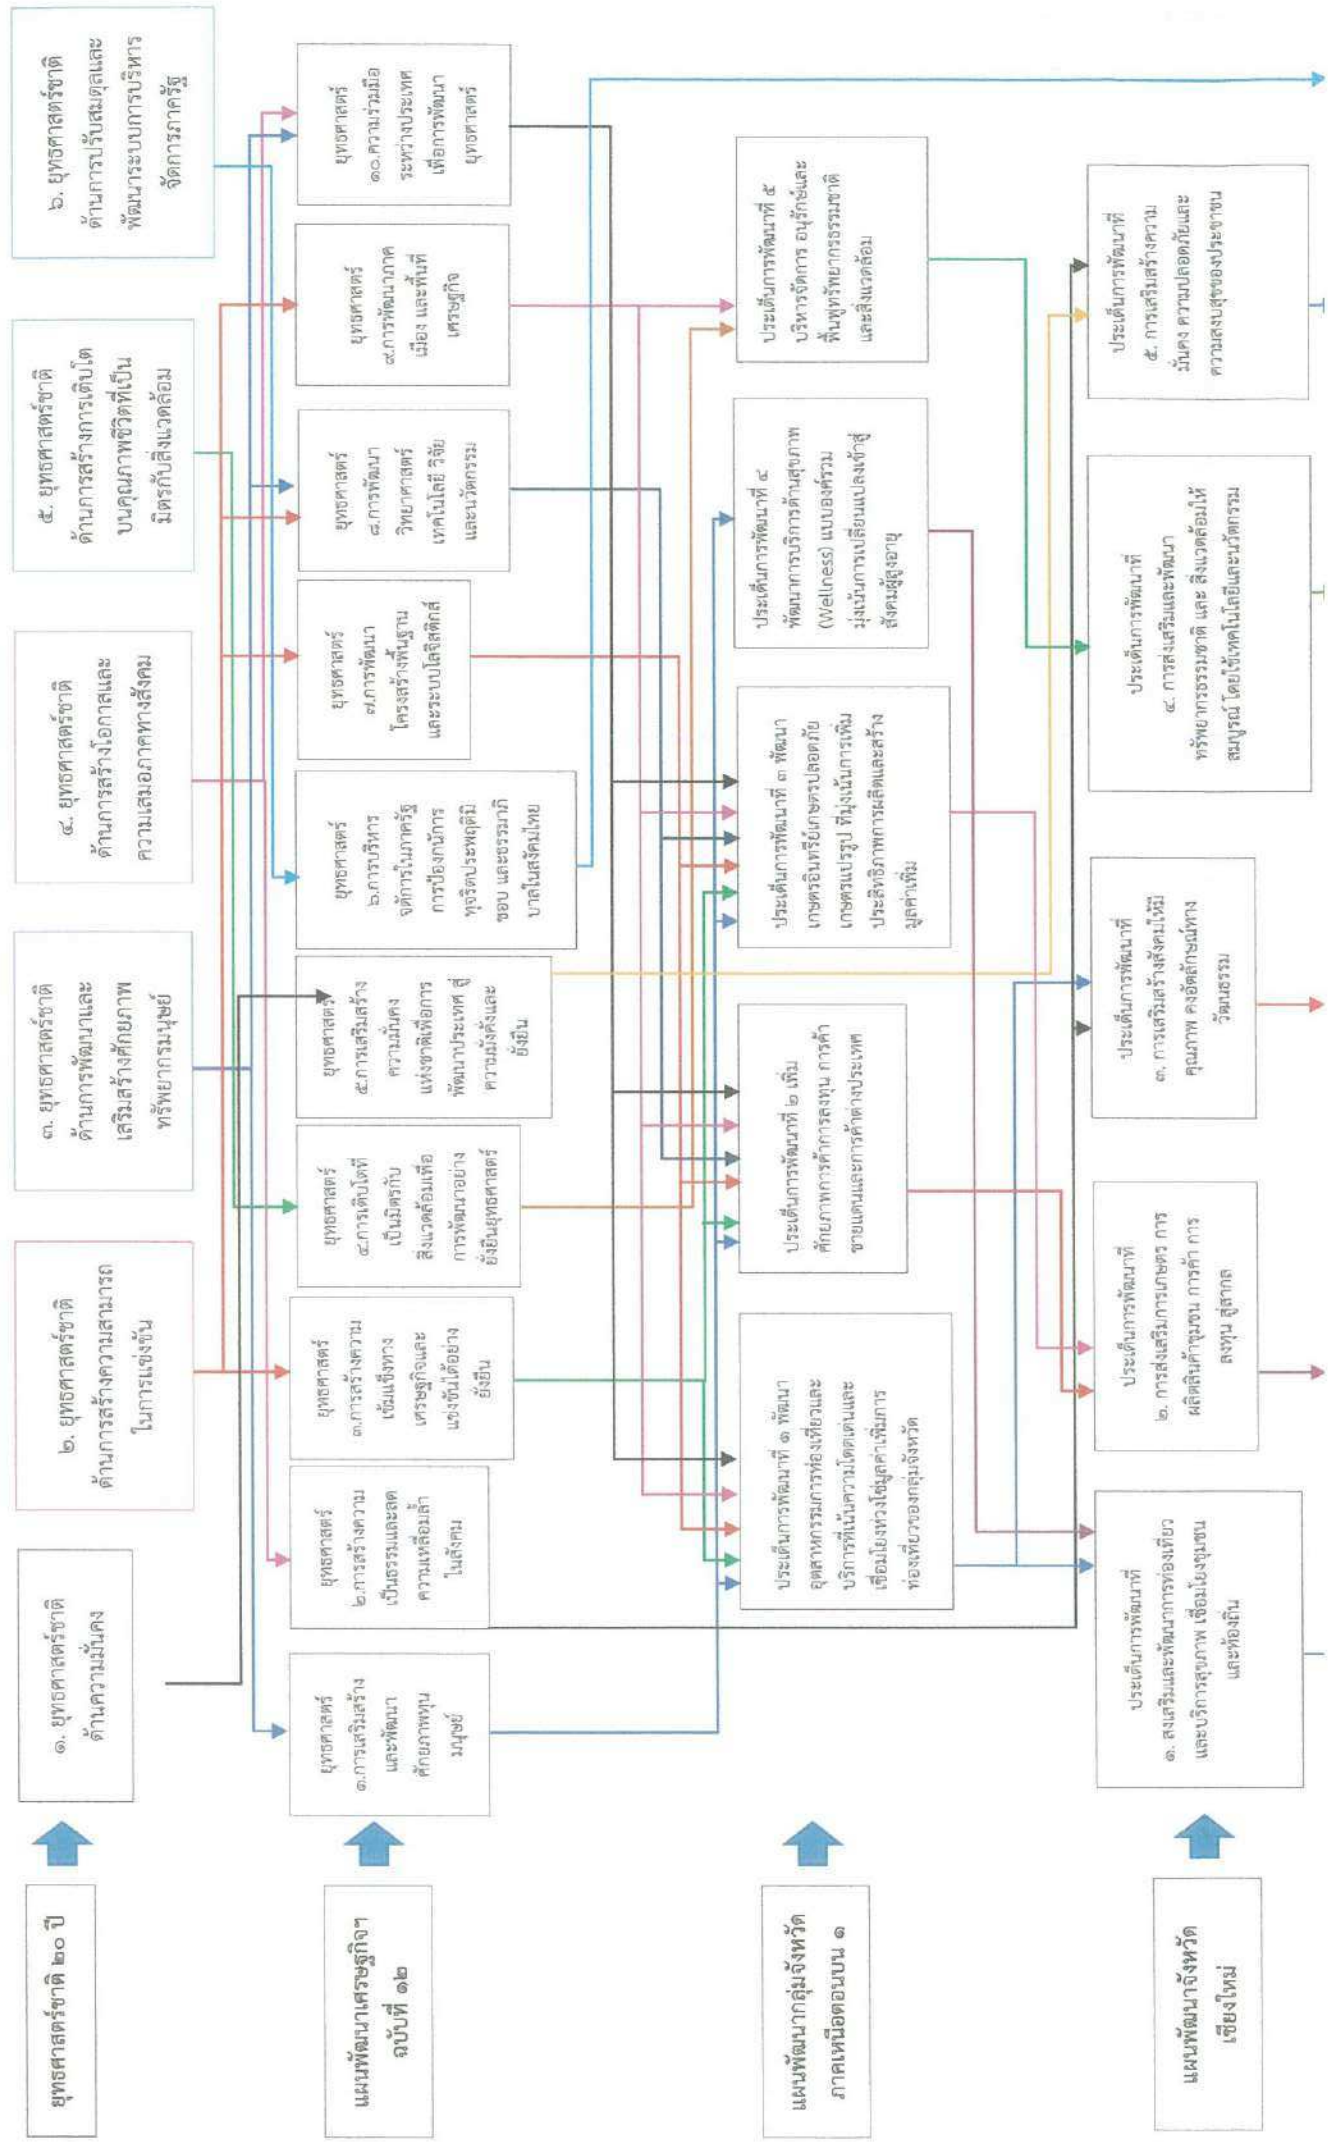 ยุทธศาสตร์ชาติ ๒๐ ปี
๑. ยุทธศาสตร์ชาติ
ด้านความมั่นคง
๒. ยุทธศาสตร์ชาติ
ด้านการสร้างความสามารถ
ในการแข่งขัน
๓. ยุทธศาสตร์ชาติ
ด้านการพัฒนาและ
เสริมสร้างศักยภาพ
ทรัพยากรมนุษย์
๔. ยุทธศาสตร์ชาติ
ด้านการสร้างโอกาสและ
ความเสมอภาคทางสังคม
๕. ยุทธศาสตร์ชาติ
ด้านการสร้างการเติบโต
บนคุณภาพชีวิตที่เป็น
มิตรกับสิ่งแวดล้อม
๖. ยุทธศาสตร์ชาติ
ด้านการปรับสมดุลและ
พัฒนาระบบการบริหาร
จัดการภาครัฐ
แผนพัฒนาเศรษฐกิจฯ
ฉบับที่ ๑๒
ยุทธศาสตร์
๑.การเสริมสร้าง
และพัฒนา
ศักยภาพทุน
มนุษย์
ยุทธศาสตร์
๒.การสร้างความ
เป็นธรรมและลด
ความเหลื่อมล้ำ
ในสังคม
ยุทธศาสตร์
๓.การสร้างความ
เข้มแข็งทาง
เศรษฐกิจและ
แข่งขันได้อย่าง
ยั่งยืน
ยุทธศาสตร์
๔.การเติบโตที่
เป็นมิตรกับ
สิ่งแวดล้อมเพื่อ
การพัฒนาอย่าง
ยั่งยืนยุทธศาสตร์
ยุทธศาสตร์
๕.การเสริมสร้าง
ความมั่นคง
แห่งชาติเพื่อการ
พัฒนาประเทศ สู่
ความมั่งคั่งและ
ยั่งยืน
ยุทธศาสตร์
๖.การบริหาร
จัดการในภาครัฐ
การป้องกันการ
ทุจริตประพฤติมิ
ชอบ และธรรมาภิ
บาลในสังคมไทย
ยุทธศาสตร์
๗.การพัฒนา
โครงสร้างพื้นฐาน
และระบบโลจิสติกส์
ยุทธศาสตร์
๘.การพัฒนา
วิทยาศาสตร์
เทคโนโลยี วิจัย
และนวัตกรรม
ยุทธศาสตร์
๙.การพัฒนาภาค
เมือง และพื้นที่
เศรษฐกิจ
ยุทธศาสตร์
๑๐.ความร่วมมือ
ระหว่างประเทศ
เพื่อการพัฒนา
ยุทธศาสตร์
แผนพัฒนากลุ่มจังหวัด
ภาคเหนือตอนบน ๑
ประเด็นการพัฒนาที่ ๑ พัฒนา
อุตสาหกรรมการท่องเที่ยวและ
บริการที่เน้นความโดดเด่นและ
เชื่อมโยงห่วงโซ่มูลค่าเพิ่มการ
ท่องเที่ยวของกลุ่มจังหวัด
ประเด็นการพัฒนาที่ ๒ เพิ่ม
ศักยภาพการค้าการลงทุน การค้า
ชายแดนและการค้าต่างประเทศ
ประเด็นการพัฒนาที่ ๓ พัฒนา
เกษตรอินทรีย์เกษตรปลอดภัย
เกษตรแปรรูป ที่มุ่งเน้นการเพิ่ม
ประสิทธิภาพการผลิตและสร้าง
มูลค่าเพิ่ม
ประเด็นการพัฒนาที่ ๔
พัฒนาการบริการด้านสุขภาพ
(Wellness) แบบองค์รวม
มุ่งเน้นการเปลี่ยนแปลงเข้าสู่
สังคมผู้สูงอายุ
ประเด็นการพัฒนาที่ ๕
บริหารจัดการ อนุรักษ์และ
ฟื้นฟูทรัพยากรธรรมชาติ
และสิ่งแวดล้อม
แผนพัฒนาจังหวัด
เชียงใหม่
ประเด็นการพัฒนาที่
๑. ส่งเสริมและพัฒนาการท่องเที่ยว
และบริการสุขภาพ เชื่อมโยงชุมชน
และท้องถิ่น
ประเด็นการพัฒนาที่
๒. การส่งเสริมการเกษตร การ
ผลิตสินค้าชุมชน การค้า การ
ลงทุน สู่สากล
ประเด็นการพัฒนาที่
๓. การเสริมสร้างสังคมให้มี
คุณภาพ คงอัตลักษณ์ทาง
วัฒนธรรม
ประเด็นการพัฒนาที่
๔. การส่งเสริมและพัฒนา
ทรัพยากรธรรมชาติ และ สิ่งแวดล้อมให้
สมบูรณ์ โดยใช้เทคโนโลยีและนวัตกรรม
ประเด็นการพัฒนาที่
๕. การเสริมสร้างความ
มั่นคง ความปลอดภัยและ
ความสงบสุขของประชาชน